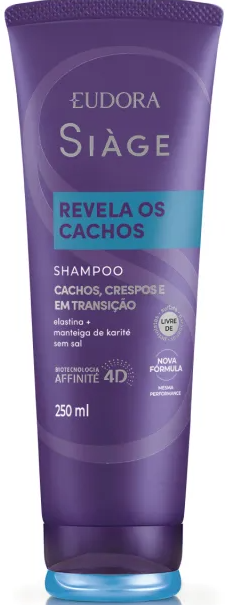 EUDORA
SIÀGE
REVELA OS
CACHOS
SHAMPOO
CACHOS, CRESPOS E
EM TRANSIÇÃO
elastina +
manteiga de karité
sem sal
LIVRE
DE
BIOTECNOLOGIA
AFFINITÉ 4D
NOVA
FÓRMULA
MESMA
PERFORMANCE
250 ml